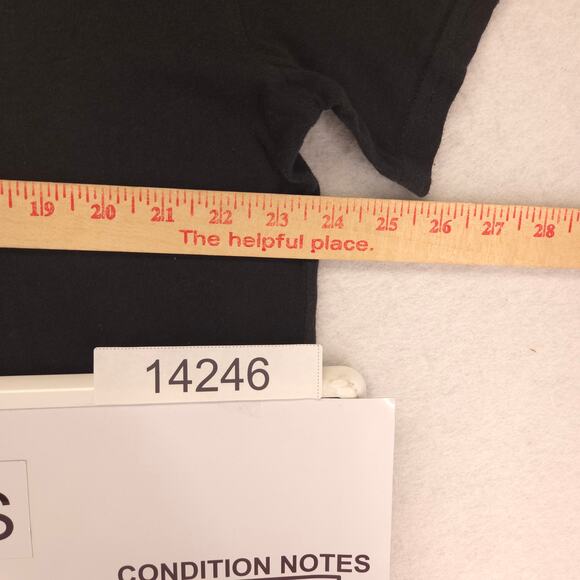 19 20 21 22 23 24 25 26 27 28
The helpful place.
14246
S
CONDITION NOTES